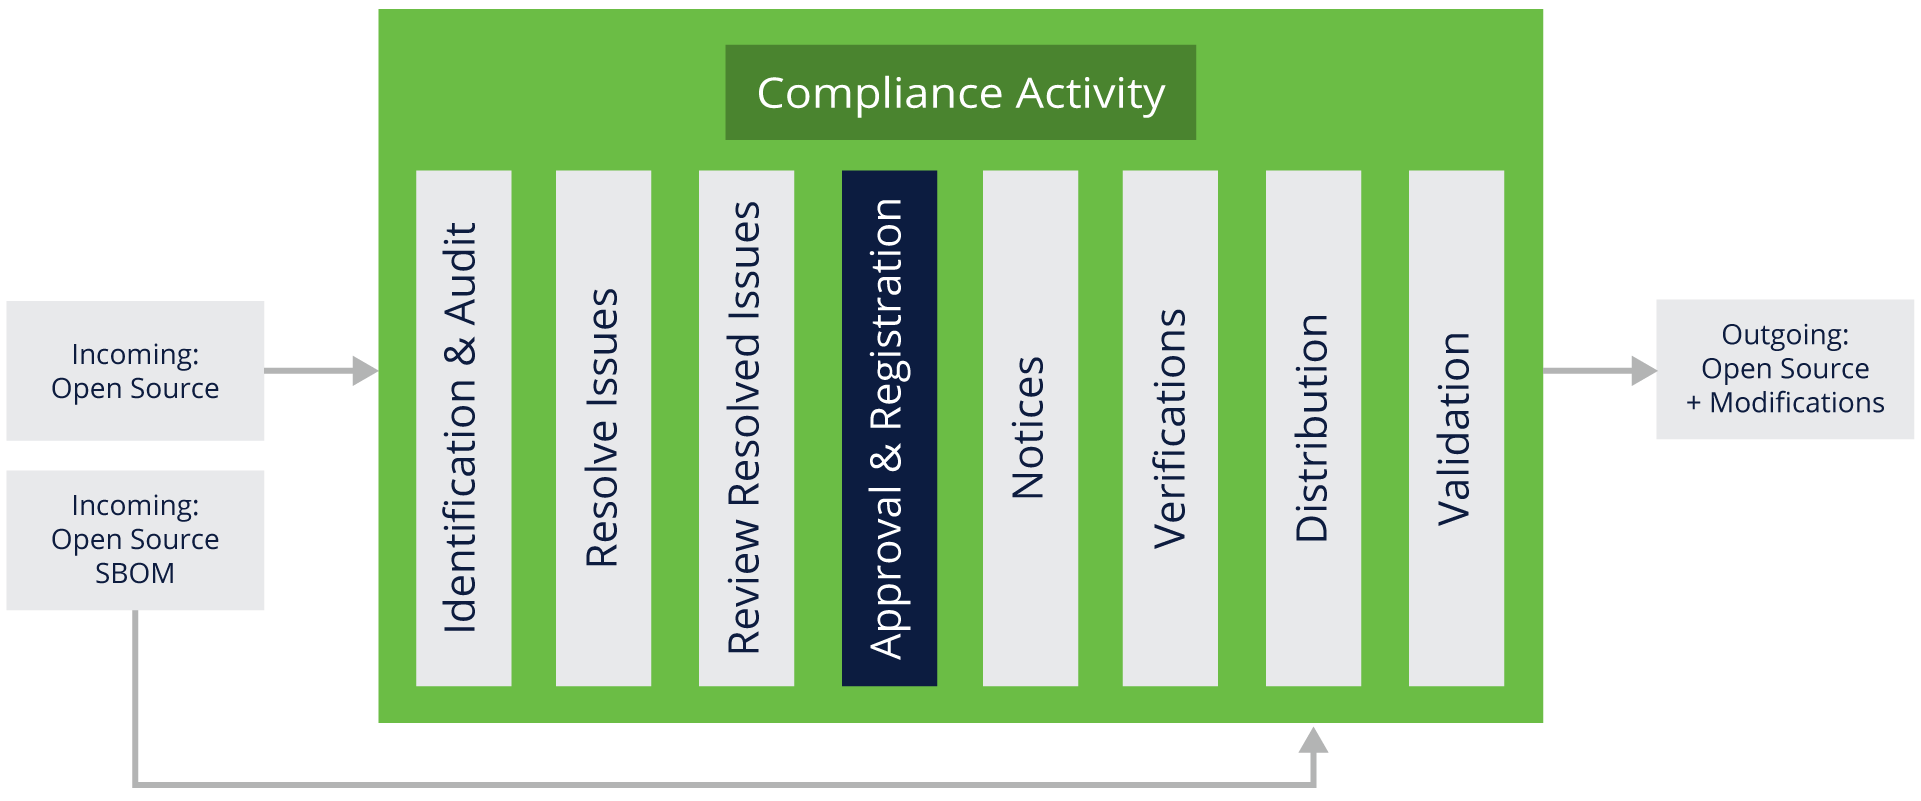 Compliance Activity
Incoming:
Open Source
Incoming:
Open Source
SBOM
Identification & Audit
Resolve Issues
Review Resolved Issues
Approval & Registration
Notices
Verifications
Distribution
Validation
Outgoing:
Open Source
+ Modifications